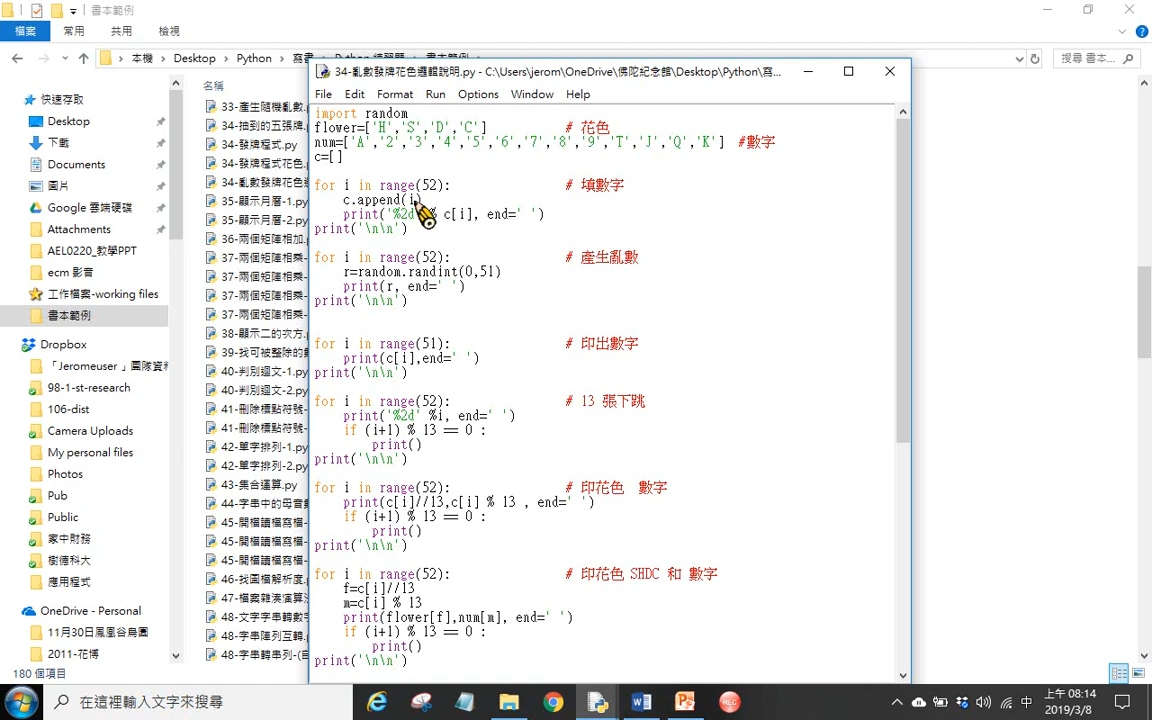 書本範例
檔案 常用 共用 檢視
本機 Desktop Python
搜尋 書本...
名稱
快速存取
Desktop
下載
Documents
圖片
Google 雲端硬碟
Attachments
AEL0220_教學PPT
ecm 影音
工作檔案-working files
書本範例
Dropbox
「Jeromeuser 」團隊資
98-1-st-research
106-dist
Camera Uploads
My personal files
Photos
Pub
Public
家中財務
樹德科大
應用程式
OneDrive - Personal
11月30日鳳凰谷鳥園
2011-花博
33-產生隨機亂數.
34-抽到的五張牌.
34-發牌程式.py
34-發牌程式花色.
34-亂數發牌花色
35-顯示月曆-1.py
35-顯示月曆-2.py
36-兩個矩陣相加.
37-兩個矩陣相乘-
37-兩個矩陣相乘-
37-兩個矩陣相乘-
37-兩個矩陣相乘-
38-顯示二的次方.
39-找可被整除的
40-判別迴文-1.py
40-判別迴文-2.py
41-刪除標點符號-
41-刪除標點符號-
42-單字排列-1.py
42-單字排列-2.py
43-集合運算.py
44-字串中的母音
45-開檔讀檔寫檔-
45-開檔讀檔寫檔-
45-開檔讀檔寫檔-
46-找圖檔解析度.
47-檔案雜湊演算
48-文字字串轉數
48-字串陣列互轉.
48-字串轉串列-(自
34-亂數發牌花色邏輯說明.py - C:\Users\jerom\OneDrive\佛陀紀念館\Desktop\Python\寫...
File Edit Format Run Options Window Help
import random
flower=['H','S','D','C'] # 花色
num=['A','2','3','4','5','6','7','8','9','T','J','Q','K'] #數字
c=[]
for i in range(52): # 填數字
c.append(i)
print('%2d' % c[i], end=' ')
print('\n\n')
for i in range(52): # 產生亂數
r=random.randint(0,51)
print(r, end=' ')
print('\n\n')
for i in range(51): # 印出數字
print(c[i],end=' ')
print('\n\n')
for i in range(52): # 13 張下跳
print('%2d' %i, end=' ')
if (i+1) % 13 == 0 :
print()
print('\n\n')
for i in range(52): # 印花色 數字
print(c[i]//13,c[i] % 13 , end=' ')
if (i+1) % 13 == 0 :
print()
print('\n\n')
for i in range(52): # 印花色 SHDC 和 數字
f=c[i]//13
m=c[i] % 13
print(flower[f],num[m], end=' ')
if (i+1) % 13 == 0 :
print()
print('\n\n')
180 個項目
在這裡輸入文字來搜尋
中
上午 08:14
2019/3/8